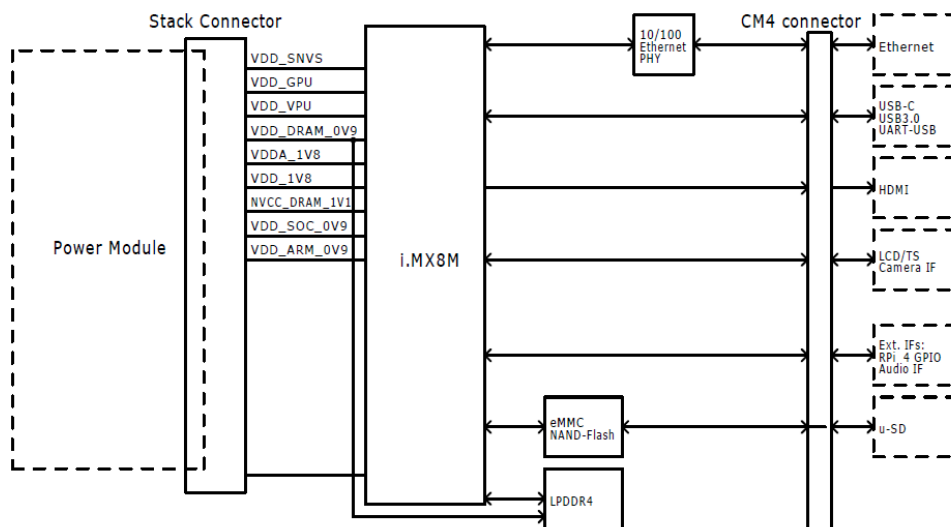 Stack Connector
CM4 connector
VDD_SNVS
VDD_GPU
VDD_VPU
VDD_DRAM_0V9
VDDA_1V8
VDD_1V8
NVCC_DRAM_1V1
VDD_SOC_0V9
VDD_ARM_0V9
Power Module
i.MX8M
10/100
Ethernet
PHY
eMMC
NAND-Flash
LPDDR4
Ethernet
USB-C
USB3.0
UART-USB
HDMI
LCD/TS
Camera IF
Ext. IFs:
RPi 4 GPIO
Audio IF
u-SD